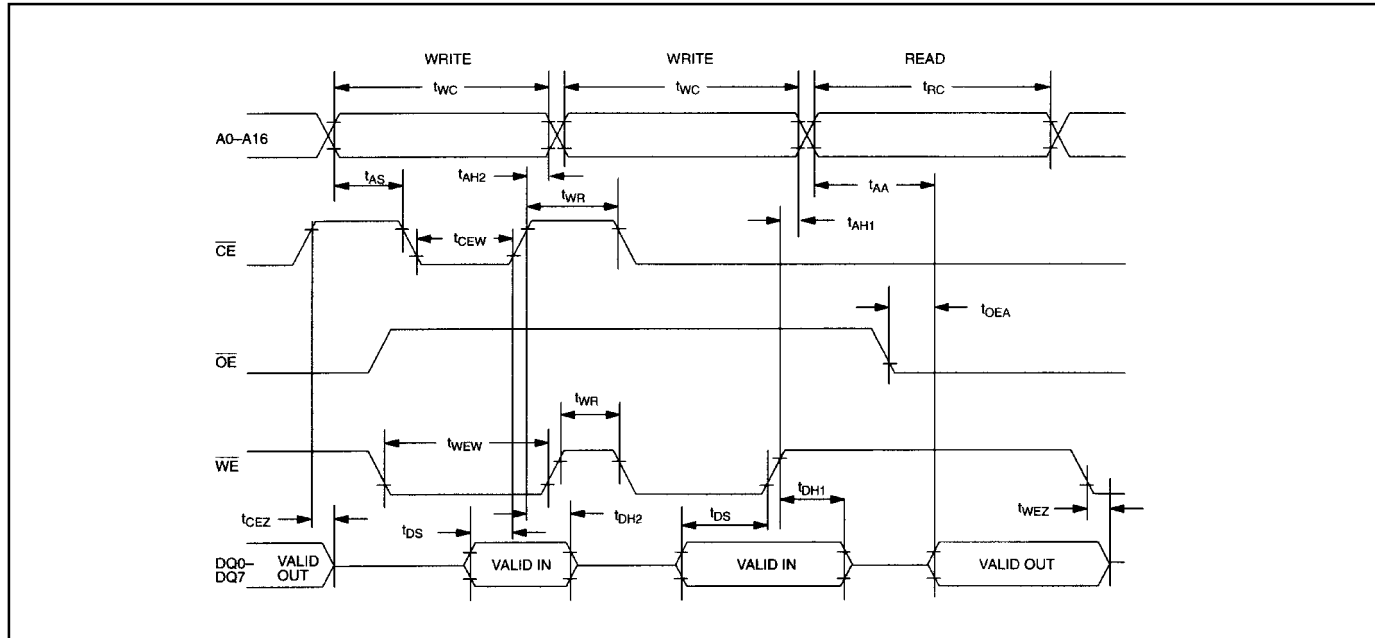 WRITE WRITE READ
tWC tWC tRC
A0–A16
tAS tAH2 tWR tAA
tAH1
CE tCEW
tOEA
OE
tWR
tWEW
WE
tDH1
tCEZ tDS tDH2 tDS tWEZ
DQ0–
DQ7
VALID
OUT
VALID IN VALID IN VALID OUT